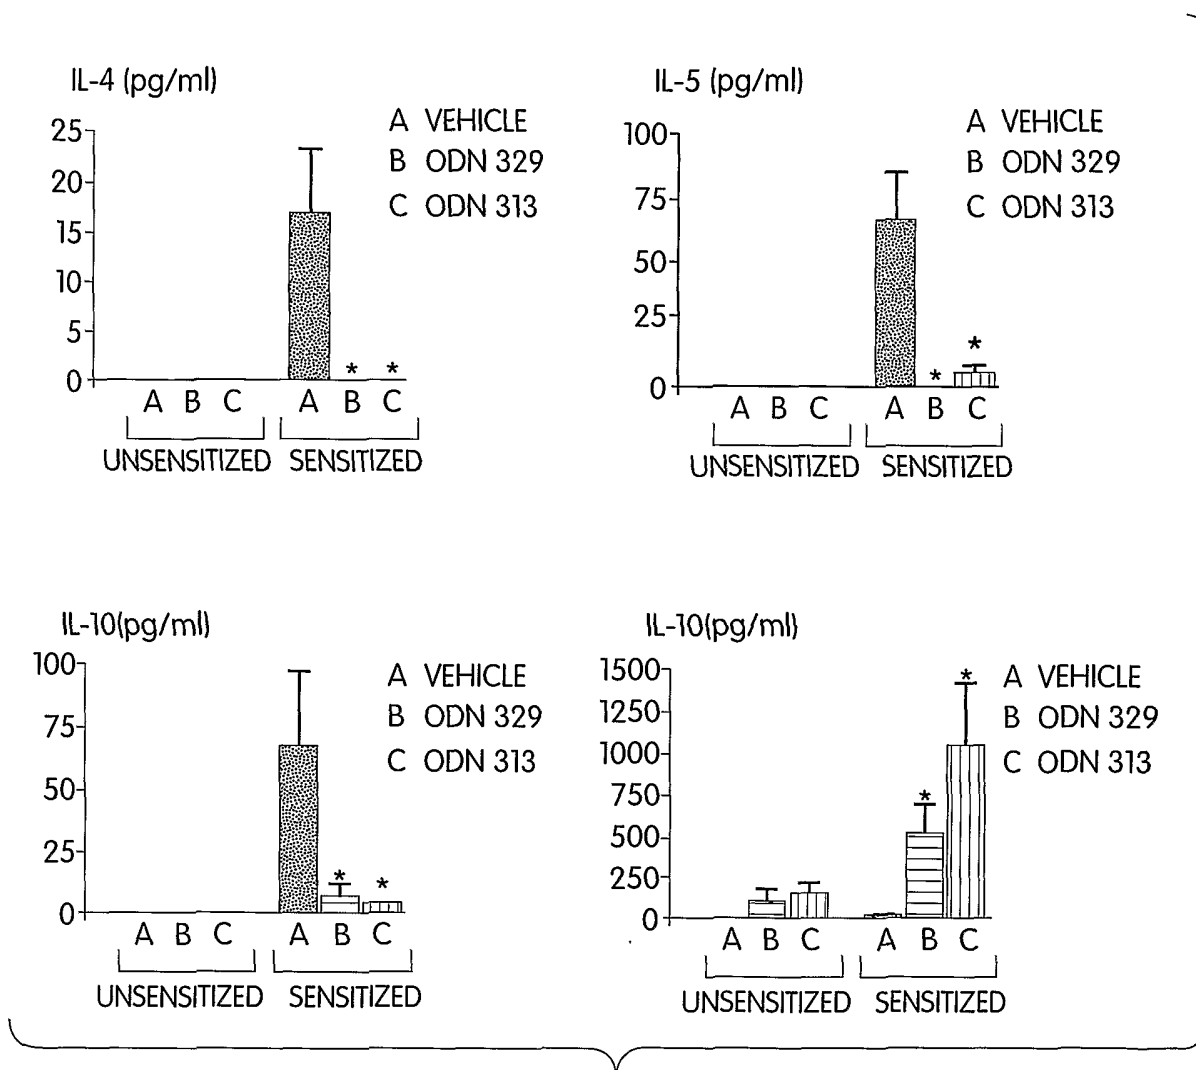 IL-4 (pg/ml)
25
20
15
10
5
0
A VEHICLE
B ODN 329
C ODN 313
* *
A B C A B C
UNSENSITIZED SENSITIZED
IL-5 (pg/ml)
100
75
50
25
0
A VEHICLE
B ODN 329
C ODN 313
* *
A B C A B C
UNSENSITIZED SENSITIZED
IL-10(pg/ml)
100
75
50
25
0
A VEHICLE
B ODN 329
C ODN 313
* *
A B C A B C
UNSENSITIZED SENSITIZED
IL-10(pg/ml)
1500
1250
1000
750
500
250
0
A VEHICLE
B ODN 329
C ODN 313
* *
A B C A B C
UNSENSITIZED SENSITIZED